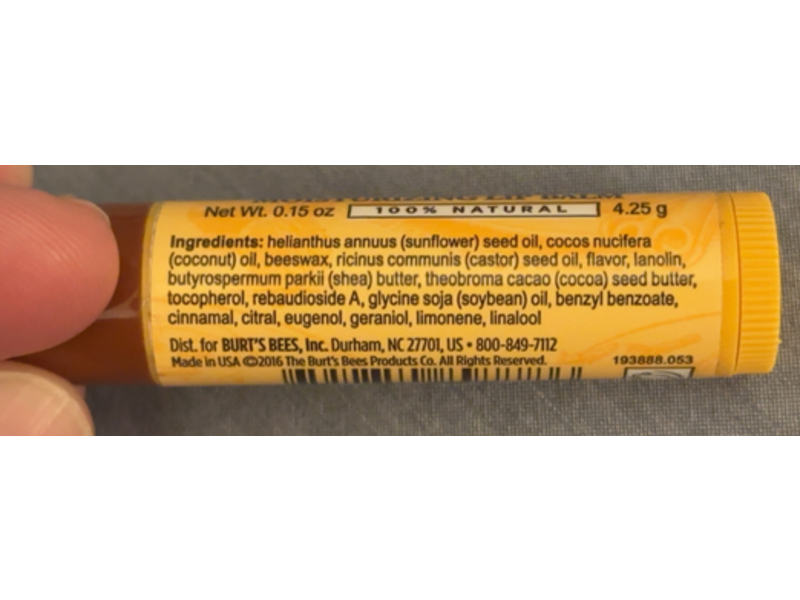 MOISTURIZING LIP BALM
Net Wt. 0.15 oz 100% NATURAL 4.25 g
Ingredients: helianthus annuus (sunflower) seed oil, cocos nucifera
(coconut) oil, beeswax, ricinus communis (castor) seed oil, flavor, lanolin,
butyrospermum parkii (shea) butter, theobroma cacao (cocoa) seed butter,
tocopherol, rebaudioside A, glycine soja (soybean) oil, benzyl benzoate,
cinnamal, citral, eugenol, geraniol, limonene, linalool
Dist. for BURT'S BEES, Inc. Durham, NC 27701, US • 800-849-7112
Made in USA ©2016 The Burt's Bees Products Co. All Rights Reserved. 193888.053